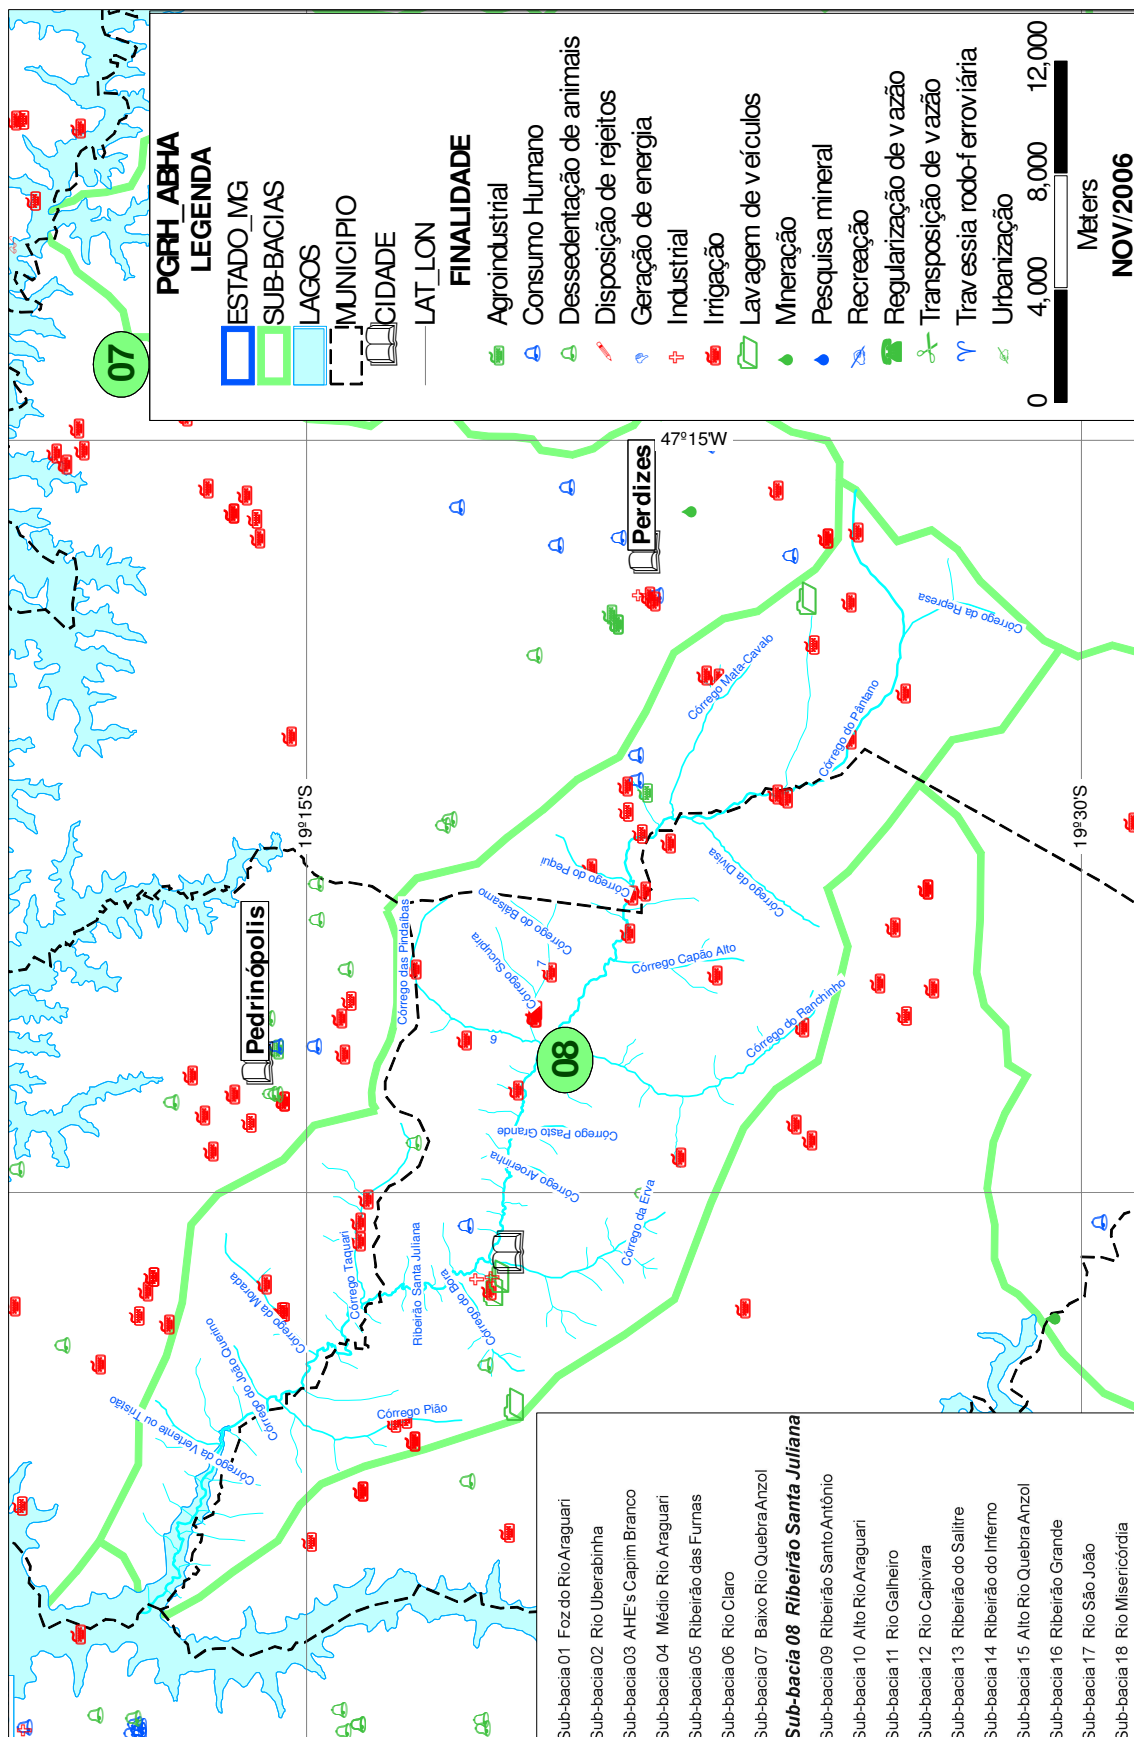 PGRH_ABHA
LEGENDA
ESTADO_MG
SUB-BACIAS
LAGOS
MUNICIPIO
CIDADE
LAT_LON
FINALIDADE
Agroindustrial
Consumo Humano
Dessedentação de animais
Disposição de rejeitos
Geração de energia
Industrial
Irrigação
Lavagem de veículos
Mineração
Pesquisa mineral
Recreação
Regularização de vazão
Transposição de vazão
Travessia rodo-ferroviária
Urbanização
0 4,000 8,000 12,000
Meters
NOV/2006
07
47º15'W
Perdizes
Pedrinópolis
19º15'S
19º30'S
08
Córrego da Represa
Córrego Mata-Cavalo
Córrego do Pântano
Córrego da Divisa
Córrego do Pequi
Córrego do Bálsamo
Córrego Sucupira
7
6
Córrego das Pindaíbas
Córrego Capão Alto
Córrego do Ranchinho
Córrego Pasto Grande
Córrego Aroerinha
Córrego da Erva
Córrego Taquari
Ribeirão Santa Juliana
Córrego do Bora
Córrego da Morada
Córrego do João Querino
Córrego da Vertente ou Tristão
Córrego Pião
Sub-bacia 01 Foz do Rio Araguari
Sub-bacia 02 Rio Uberabinha
Sub-bacia 03 AHE's Capim Branco
Sub-bacia 04 Médio Rio Araguari
Sub-bacia 05 Ribeirão das Furnas
Sub-bacia 06 Rio Claro
Sub-bacia 07 Baixo Rio Quebra Anzol
Sub-bacia 08 Ribeirão Santa Juliana
Sub-bacia 09 Ribeirão Santo Antônio
Sub-bacia 10 Alto Rio Araguari
Sub-bacia 11 Rio Galheiro
Sub-bacia 12 Rio Capivara
Sub-bacia 13 Ribeirão do Salitre
Sub-bacia 14 Ribeirão do Inferno
Sub-bacia 15 Alto Rio Quebra Anzol
Sub-bacia 16 Ribeirão Grande
Sub-bacia 17 Rio São João
Sub-bacia 18 Rio Misericórdia